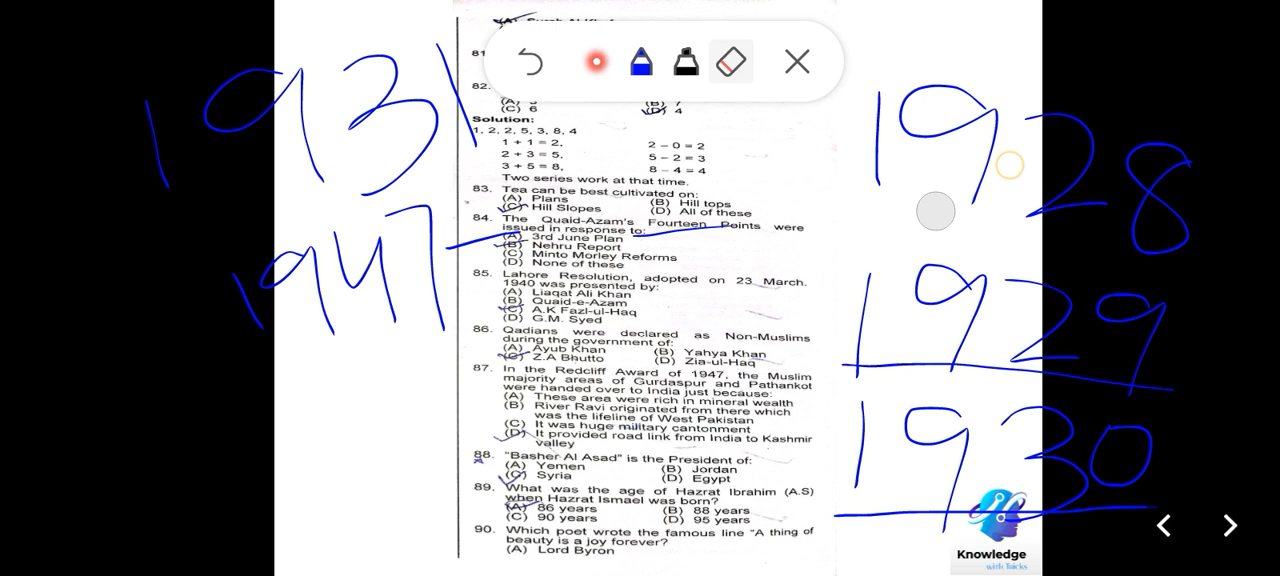 1931
1947
81
82.
(A) 5 (B) 7
(C) 6 (D) 4
Solution:
1, 2, 2, 5, 3, 8, 4
1 + 1 = 2, 2 – 0 = 2
2 + 3 = 5, 5 – 2 = 3
3 + 5 = 8, 8 – 4 = 4
Two series work at that time.
83. Tea can be best cultivated on:
(A) Plans (B) Hill tops
(C) Hill Slopes (D) All of these
84. The Quaid-Azam's Fourteen Points were
issued in response to:
(A) 3rd June Plan
(B) Nehru Report
(C) Minto Morley Reforms
(D) None of these
85. Lahore Resolution, adopted on 23 March.
1940 was presented by:
(A) Liaqat Ali Khan
(B) Quaid-e-Azam
(C) A.K Fazl-ul-Haq
(D) G.M. Syed
86. Qadians were declared as Non-Muslims
during the government of:
(A) Ayub Khan (B) Yahya Khan
(C) Z.A Bhutto (D) Zia-ul-Haq
87. In the Redcliff Award of 1947, the Muslim
majority areas of Gurdaspur and Pathankot
were handed over to India just because:
(A) These area were rich in mineral wealth
(B) River Ravi originated from there which
was the lifeline of West Pakistan
(C) It was huge military cantonment
(D) It provided road link from India to Kashmir
valley
88. "Basher Al Asad" is the President of:
(A) Yemen (B) Jordan
(C) Syria (D) Egypt
89. What was the age of Hazrat Ibrahim (A.S)
when Hazrat Ismael was born?
(A) 86 years (B) 88 years
(C) 90 years (D) 95 years
90. Which poet wrote the famous line "A thing of
beauty is a joy forever?
(A) Lord Byron
1928
1929
1930
Knowledge
with Tricks